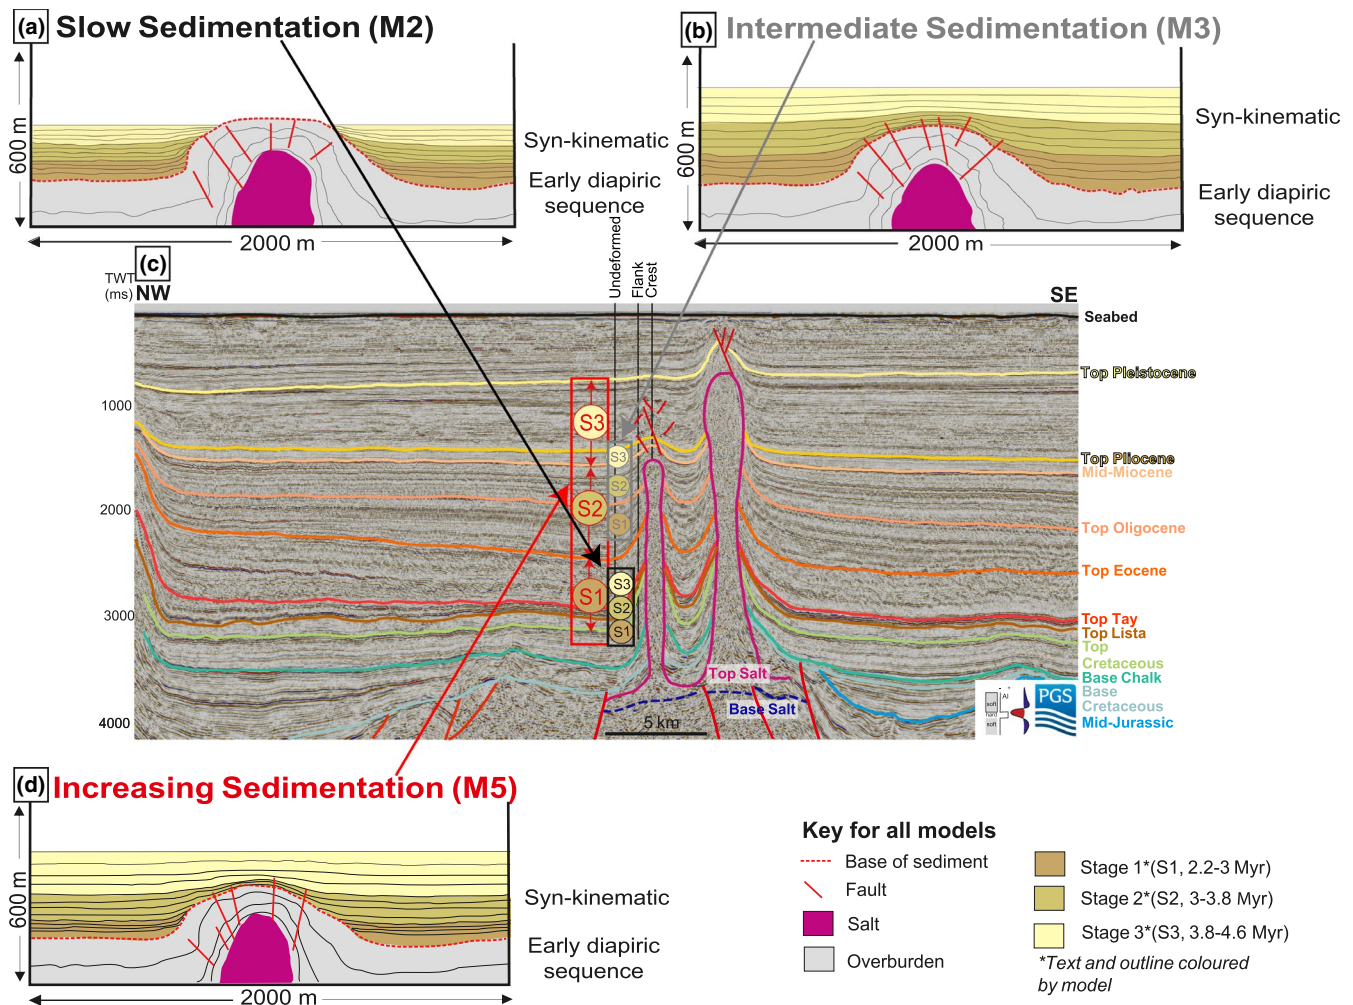 (a) Slow Sedimentation (M2)
(b) Intermediate Sedimentation (M3)
600 m
Syn-kinematic
Early diapiric
sequence
2000 m
600 m
Syn-kinematic
Early diapiric
sequence
2000 m
(c)
TWT
(ms)
NW
Undeformed
Flank
Crest
SE
Seabed
Top Pleistocene
1000
S3
S3
Top Pliocene
Mid-Miocene
S2
2000
S2
S1
Top Oligocene
Top Eocene
S1
S3
S2
S1
3000
Top Tay
Top Lista
Top
Cretaceous
Base Chalk
Base
Cretaceous
Mid-Jurassic
Top Salt
Base Salt
5 km
4000
AI
soft
hard
soft
PGS
(d) Increasing Sedimentation (M5)
600 m
Syn-kinematic
Early diapiric
sequence
2000 m
Key for all models
Base of sediment
Fault
Salt
Overburden
Stage 1*(S1, 2.2-3 Myr)
Stage 2*(S2, 3-3.8 Myr)
Stage 3*(S3, 3.8-4.6 Myr)
*Text and outline coloured
by model